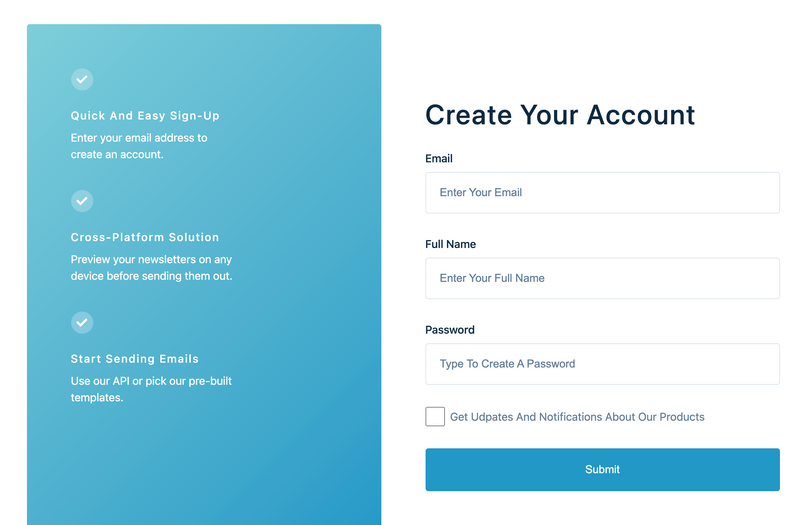 Quick And Easy Sign-Up
Enter your email address to
create an account.
Cross-Platform Solution
Preview your newsletters on any
device before sending them out.
Start Sending Emails
Use our API or pick our pre-built
templates.
Create Your Account
Email
Enter Your Email
Full Name
Enter Your Full Name
Password
Type To Create A Password
Get Udpates And Notifications About Our Products
Submit